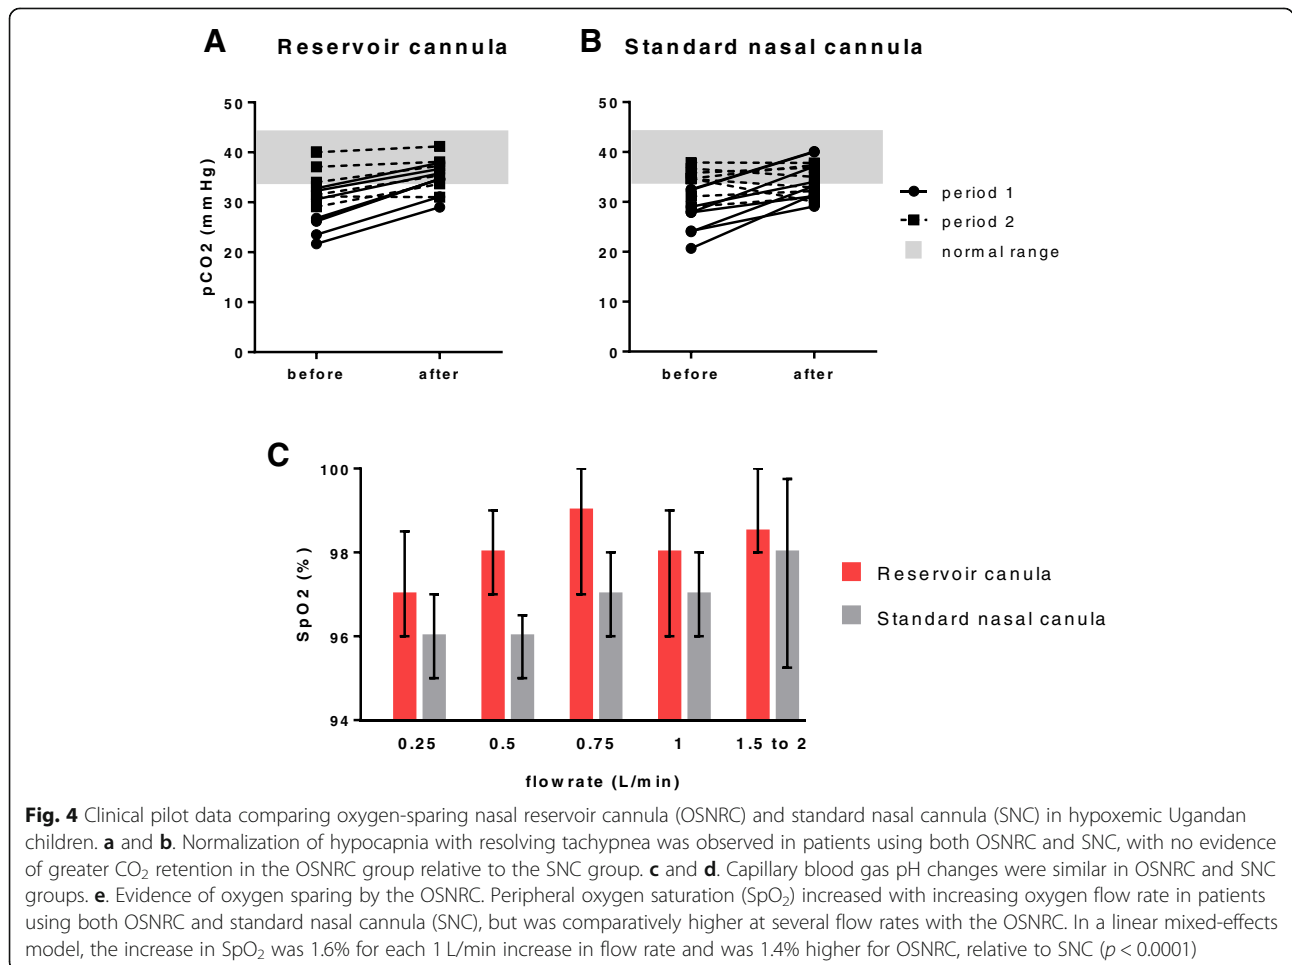 A Reservoir cannula
B Standard nasal cannula
50
40
30
20
10
0
pCO2 (mmHg)
before after
50
40
30
20
10
0
before after
period 1
period 2
normal range
C
100
98
96
94
SpO2 (%)
0.25 0.5 0.75 1 1.5 to 2
flow rate (L/min)
Reservoir canula
Standard nasal canula
Fig. 4 Clinical pilot data comparing oxygen-sparing nasal reservoir cannula (OSNRC) and standard nasal cannula (SNC) in hypoxemic Ugandan
children. a and b. Normalization of hypocapnia with resolving tachypnea was observed in patients using both OSNRC and SNC, with no evidence
of greater CO₂ retention in the OSNRC group relative to the SNC group. c and d. Capillary blood gas pH changes were similar in OSNRC and SNC
groups. e. Evidence of oxygen sparing by the OSNRC. Peripheral oxygen saturation (SpO₂) increased with increasing oxygen flow rate in patients
using both OSNRC and standard nasal cannula (SNC), but was comparatively higher at several flow rates with the OSNRC. In a linear mixed-effects
model, the increase in SpO₂ was 1.6% for each 1 L/min increase in flow rate and was 1.4% higher for OSNRC, relative to SNC (p < 0.0001)